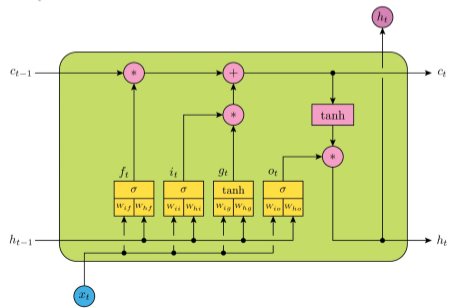 h_t
c_{t-1} * + c_t
tanh
*
*
f_t i_t g_t o_t
σ σ tanh σ
w_{if} w_{hf} w_{ii} w_{hi} w_{ig} w_{hg} w_{io} w_{ho}
h_{t-1} h_t
x_t